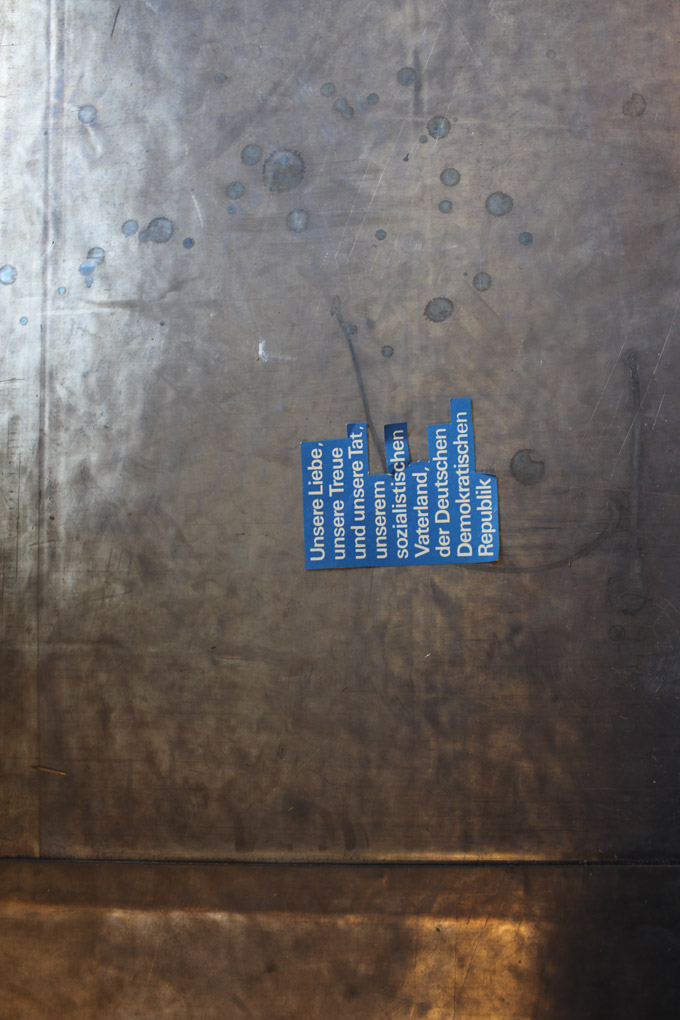 Unsere Liebe,
unsere Treue
und unsere Tat,
unserem
sozialistischen
Vaterland,
der Deutschen
Demokratischen
Republik